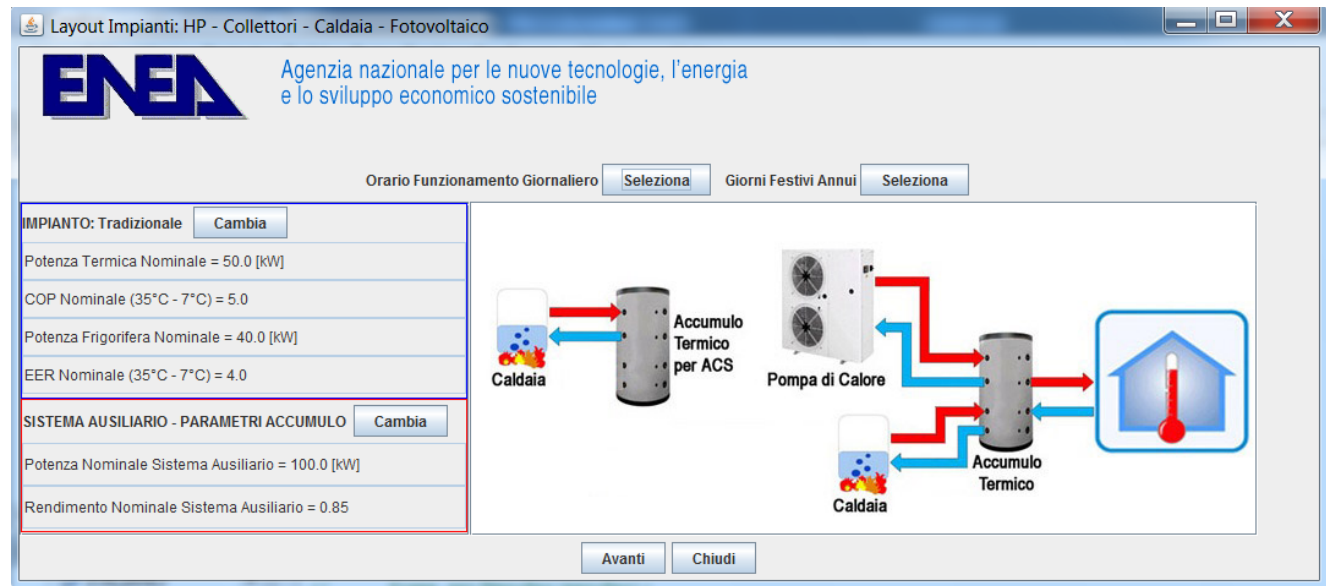 Layout Impianti: HP - Collettori - Caldaia - Fotovoltaico
ENEA
Agenzia nazionale per le nuove tecnologie, l'energia
e lo sviluppo economico sostenibile
Orario Funzionamento Giornaliero Seleziona Giorni Festivi Annui Seleziona
IMPIANTO: Tradizionale Cambia
Potenza Termica Nominale = 50.0 [kW]
COP Nominale (35°C - 7°C) = 5.0
Potenza Frigorifera Nominale = 40.0 [kW]
EER Nominale (35°C - 7°C) = 4.0
SISTEMA AUSILIARIO - PARAMETRI ACCUMULO Cambia
Potenza Nominale Sistema Ausiliario = 100.0 [kW]
Rendimento Nominale Sistema Ausiliario = 0.85
Caldaia
Accumulo
Termico
per ACS
Pompa di Calore
Caldaia
Accumulo
Termico
Avanti Chiudi